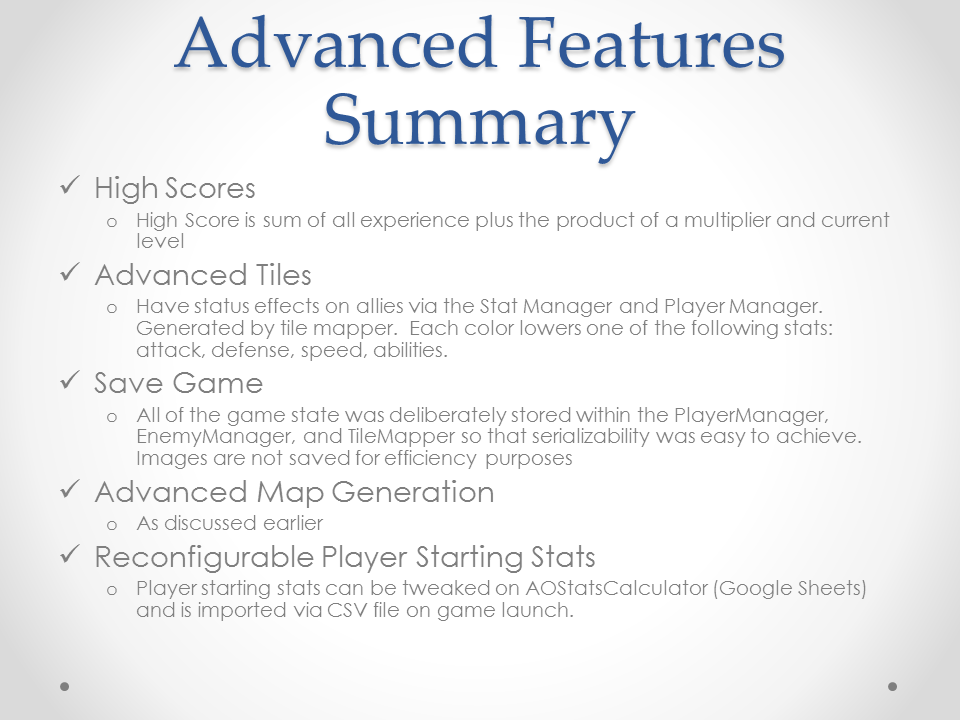 Advanced Features
Summary
✓ High Scores
o High Score is sum of all experience plus the product of a multiplier and current
level
✓ Advanced Tiles
o Have status effects on allies via the Stat Manager and Player Manager.
Generated by tile mapper.  Each color lowers one of the following stats:
attack, defense, speed, abilities.
✓ Save Game
o All of the game state was deliberately stored within the PlayerManager,
EnemyManager, and TileMapper so that serializability was easy to achieve.
Images are not saved for efficiency purposes
✓ Advanced Map Generation
o As discussed earlier
✓ Reconfigurable Player Starting Stats
o Player starting stats can be tweaked on AOStatsCalculator (Google Sheets)
and is imported via CSV file on game launch.